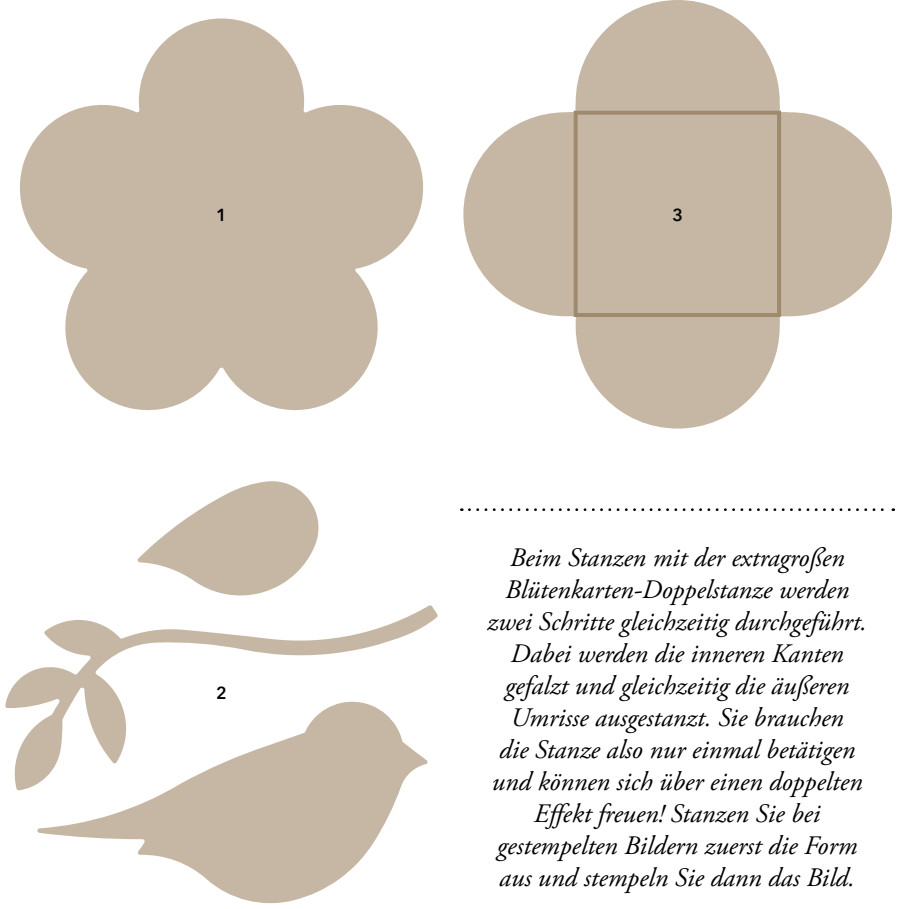 1
3
2
Beim Stanzen mit der extragroßen
Blütenkarten-Doppelstanze werden
zwei Schritte gleichzeitig durchgeführt.
Dabei werden die inneren Kanten
gefalzt und gleichzeitig die äußeren
Umrisse ausgestanzt. Sie brauchen
die Stanze also nur einmal betätigen
und können sich über einen doppelten
Effekt freuen! Stanzen Sie bei
gestempelten Bildern zuerst die Form
aus und stempeln Sie dann das Bild.